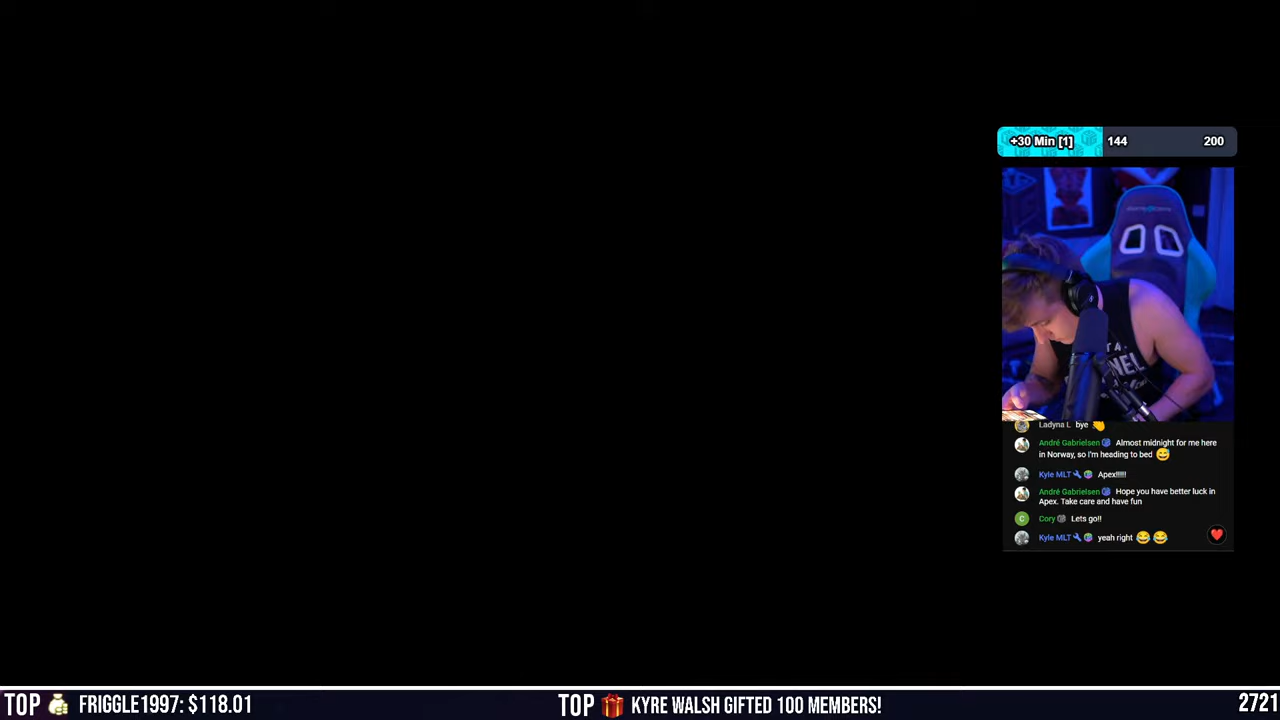 +30 Min [1] 144 200
Ladyna L bye
André Gabrielsen Almost midnight for me here
in Norway, so I'm heading to bed
Kyle MLT Apex!!!!!
André Gabrielsen Hope you have better luck in
Apex. Take care and have fun
C Cory Lets go!!
Kyle MLT yeah right
TOP FRIGGLE1997: $118.01 TOP KYRE WALSH GIFTED 100 MEMBERS! 2721